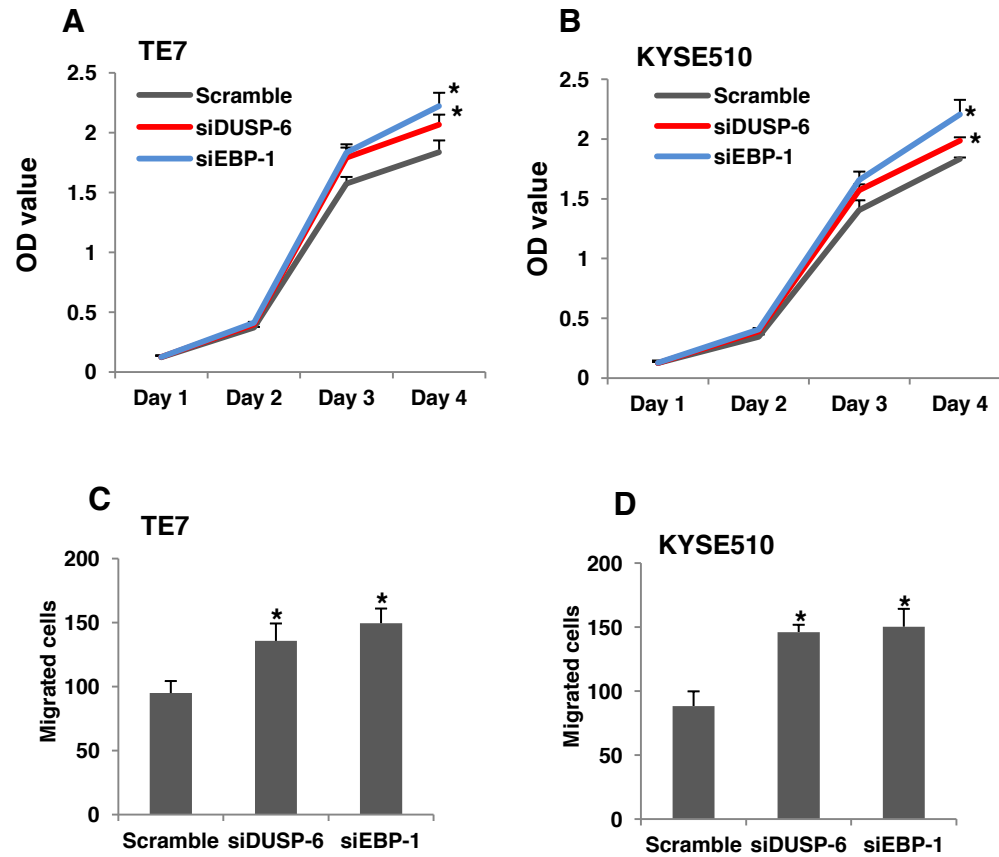 A
TE7
2.5
2
1.5
1
0.5
0
OD value
Scramble
siDUSP-6
siEBP-1
*
*
Day 1 Day 2 Day 3 Day 4
B
KYSE510
2.5
2
1.5
1
0.5
0
OD value
Scramble
siDUSP-6
siEBP-1
*
*
Day 1 Day 2 Day 3 Day 4
C
TE7
200
150
100
50
0
Migrated cells
*
*
Scramble siDUSP-6 siEBP-1
D
KYSE510
200
150
100
50
0
Migrated cells
*
*
Scramble siDUSP-6 siEBP-1